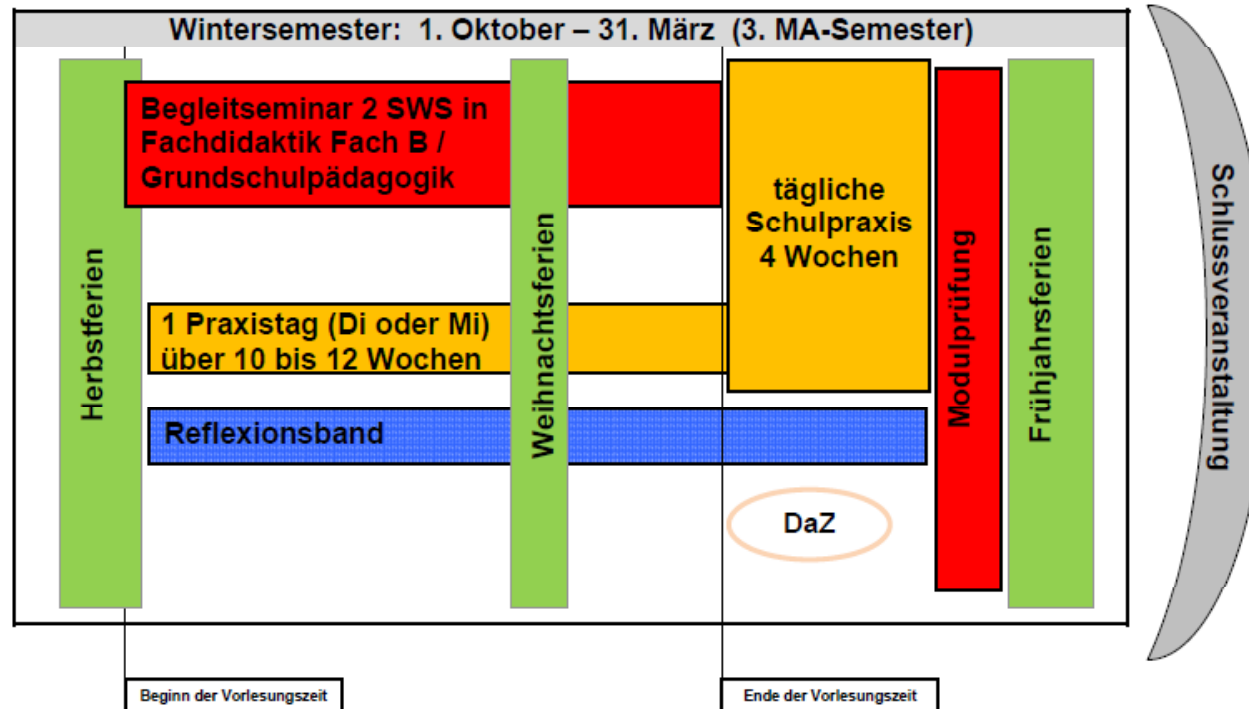 Wintersemester: 1. Oktober – 31. März (3. MA-Semester)
Herbstferien
Begleitseminar 2 SWS in
Fachdidaktik Fach B /
Grundschulpädagogik
1 Praxistag (Di oder Mi)
über 10 bis 12 Wochen
Reflexionsband
Weihnachtsferien
tägliche
Schulpraxis
4 Wochen
DaZ
Modulprüfung
Frühjahrsferien
Schlussveranstaltung
Beginn der Vorlesungszeit
Ende der Vorlesungszeit